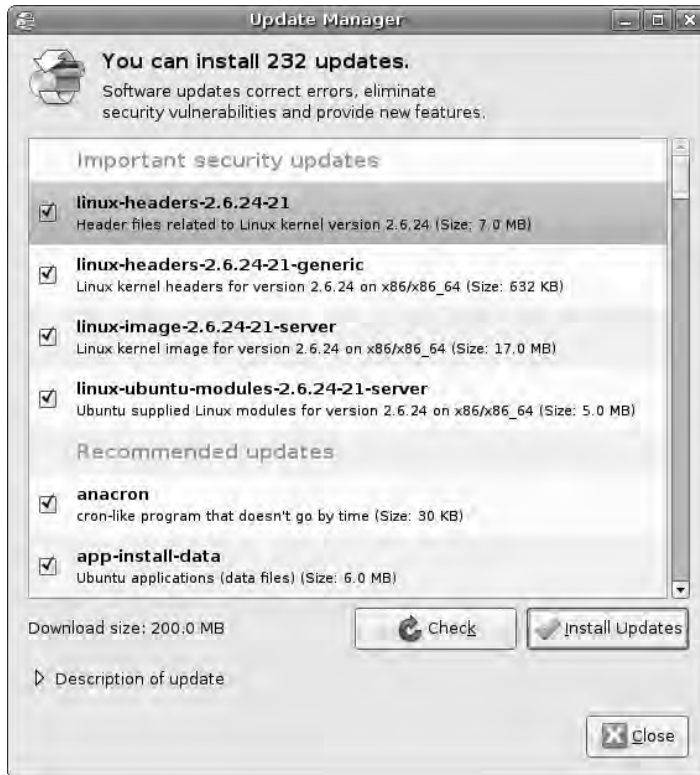 Update Manager
You can install 232 updates.
Software updates correct errors, eliminate
security vulnerabilities and provide new features.
Important security updates
linux-headers-2.6.24-21
Header files related to Linux kernel version 2.6.24 (Size: 7.0 MB)
linux-headers-2.6.24-21-generic
Linux kernel headers for version 2.6.24 on x86/x86_64 (Size: 632 KB)
linux-image-2.6.24-21-server
Linux kernel image for version 2.6.24 on x86/x86_64 (Size: 17.0 MB)
linux-ubuntu-modules-2.6.24-21-server
Ubuntu supplied Linux modules for version 2.6.24 on x86/x86_64 (Size: 5.0 MB)
Recommended updates
anacron
cron-like program that doesn't go by time (Size: 30 KB)
app-install-data
Ubuntu applications (data files) (Size: 6.0 MB)
Download size: 200.0 MB
Check
Install Updates
Description of update
Close